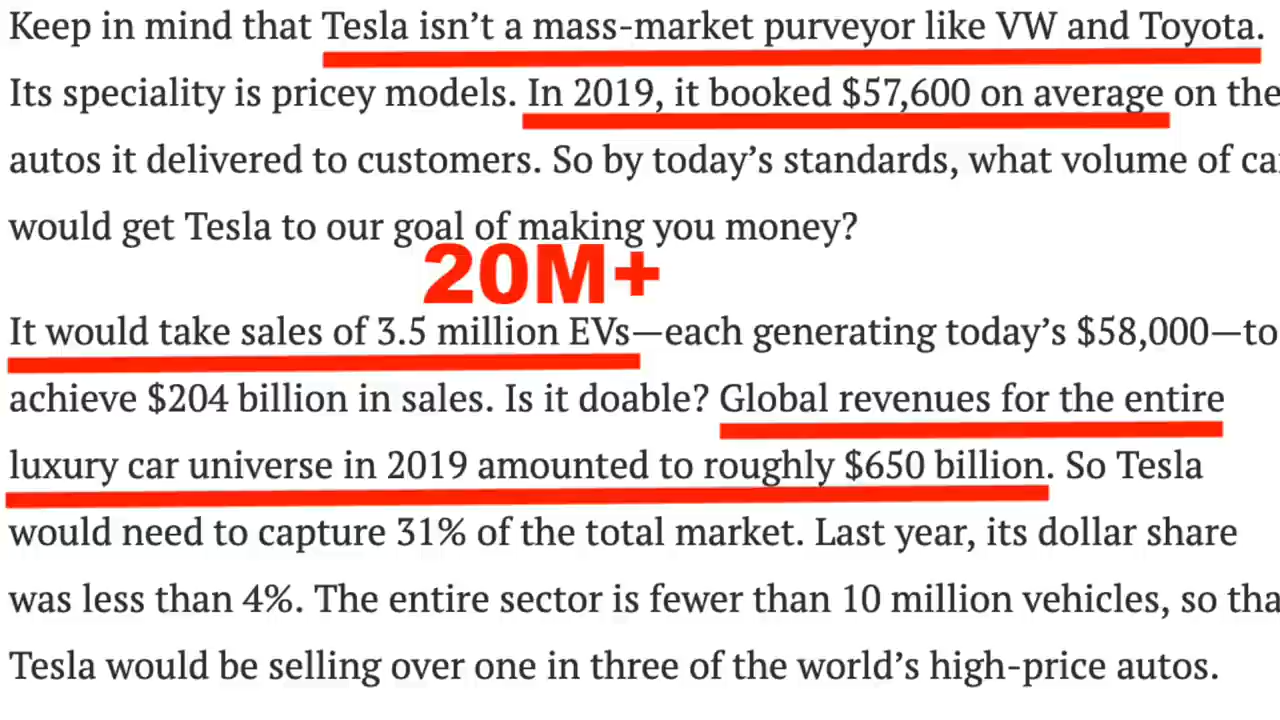 Keep in mind that Tesla isn’t a mass-market purveyor like VW and Toyota.
Its speciality is pricey models. In 2019, it booked $57,600 on average on the
autos it delivered to customers. So by today’s standards, what volume of
would get Tesla to our goal of making you money?
20M+
It would take sales of 3.5 million EVs—each generating today’s $58,000—to
achieve $204 billion in sales. Is it doable? Global revenues for the entire
luxury car universe in 2019 amounted to roughly $650 billion. So Tesla
would need to capture 31% of the total market. Last year, its dollar share
was less than 4%. The entire sector is fewer than 10 million vehicles, so
Tesla would be selling over one in three of the world’s high-price autos.